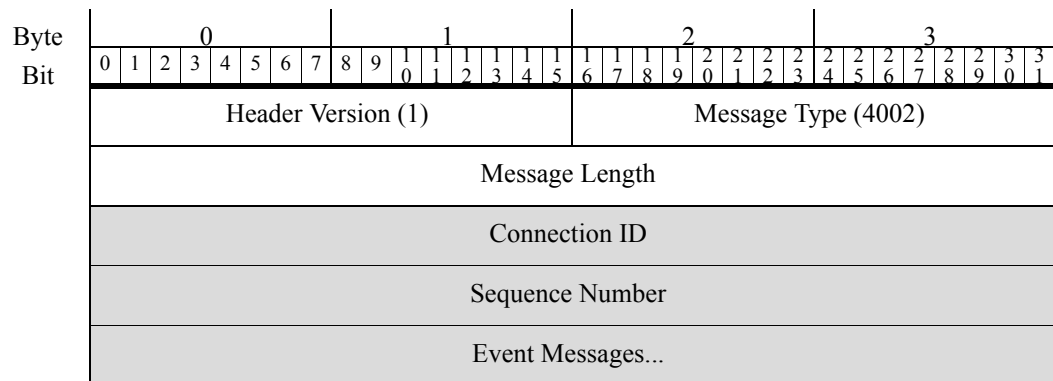 Byte 0 1 2 3
Bit 0 1 2 3 4 5 6 7 8 9 10 11 12 13 14 15 16 17 18 19 20 21 22 23 24 25 26 27 28 29 30 31
Header Version (1) Message Type (4002)
Message Length
Connection ID
Sequence Number
Event Messages...